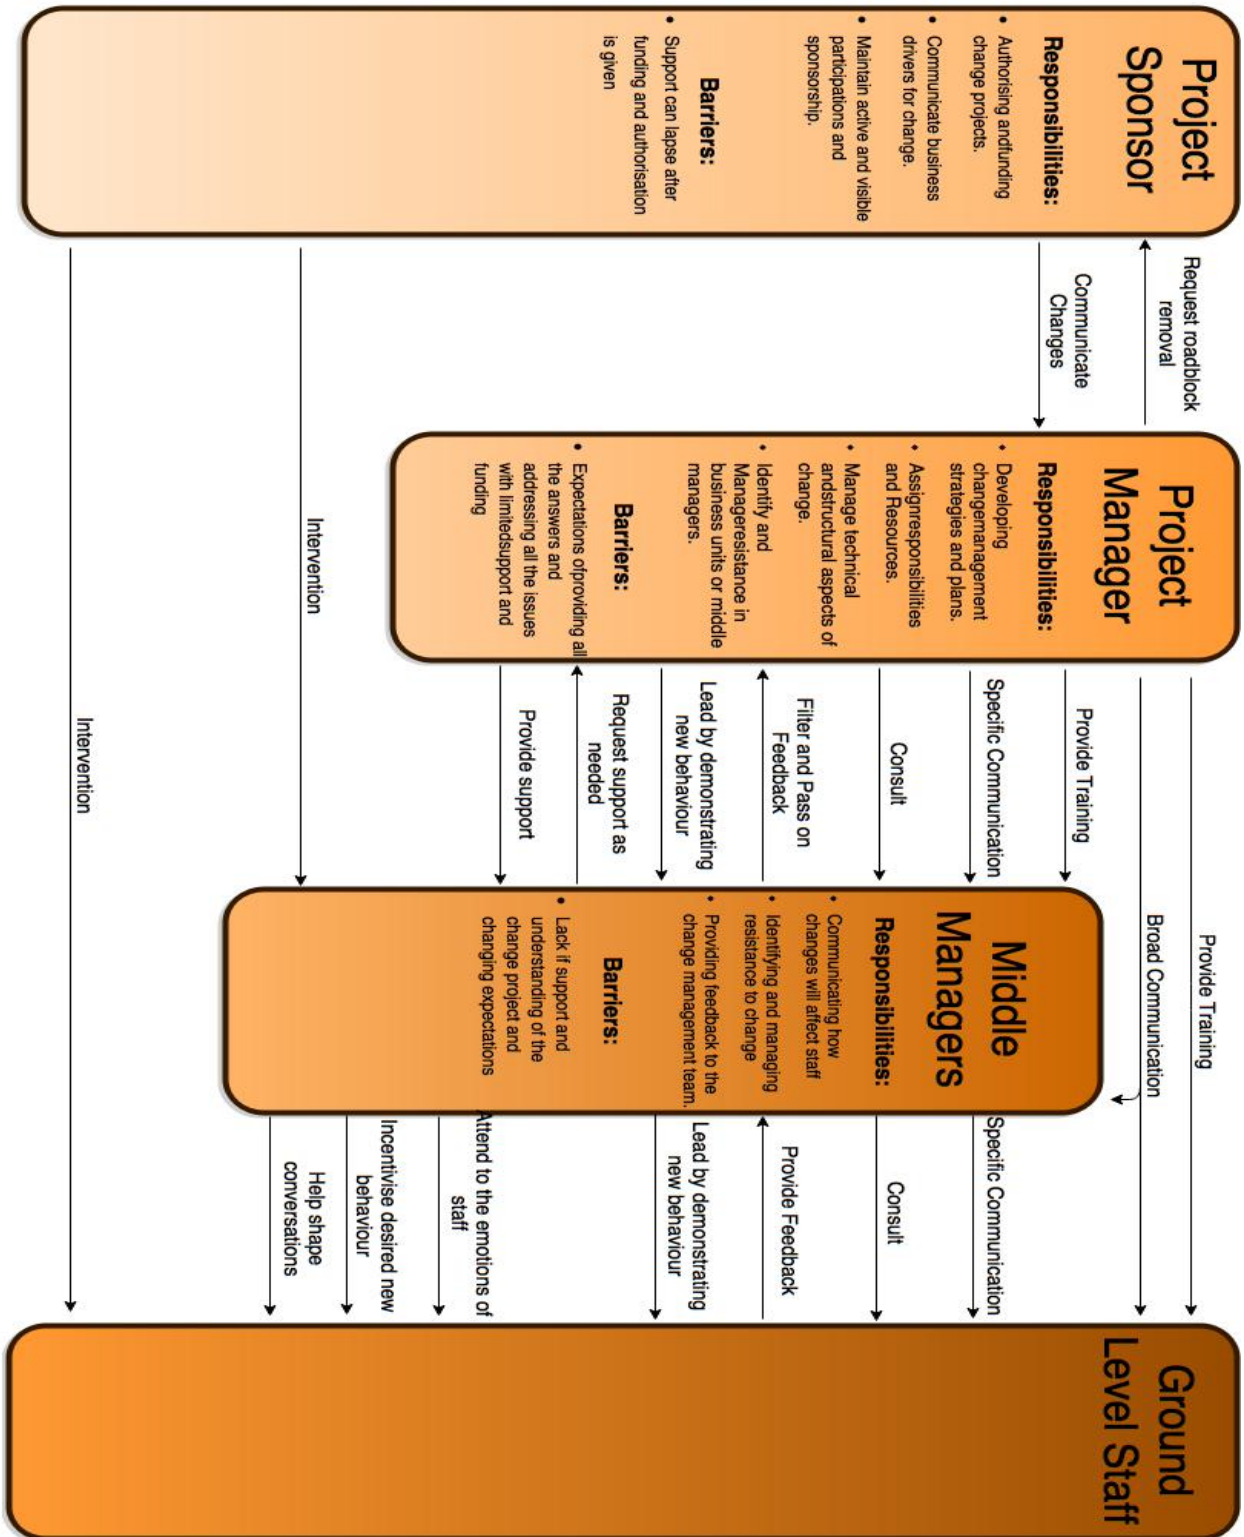 Project
Sponsor
Responsibilities:
• Authorising andfunding
change projects.
• Communicate business
drivers for change.
• Maintain active and visible
participations and
sponsorship.
Barriers:
• Support can lapse after
funding and authorisation
is given
Request roadblock
removal
Communicate
Changes
Intervention
Intervention
Project
Manager
Responsibilities:
• Developing
changemanagement
strategies and plans.
• Assignresponsibilities
and Resources.
• Manage technical
andstructural aspects of
change.
• Identify and
Manageresistance in
business units or middle
managers.
Barriers:
• Expectations ofproviding all
the answers and
addressing all the issues
with limitedsupport and
funding
Provide Training
Broad Communication
Provide Training
Specific Communication
Consult
Filter and Pass on
Feedback
Lead by demonstrating
new behaviour
Request support as
needed
Provide support
Middle
Managers
Responsibilities:
• Communicating how
changes will affect staff
• Identifying and managing
resistance to change
• Providing feedback to the
change management team.
Barriers:
• Lack if support and
understanding of the
change project and
changing expectations
Specific Communication
Consult
Provide Feedback
Lead by demonstrating
new behaviour
Attend to the emotions of
staff
Incentivise desired new
behaviour
Help shape
conversations
Ground
Level Staff